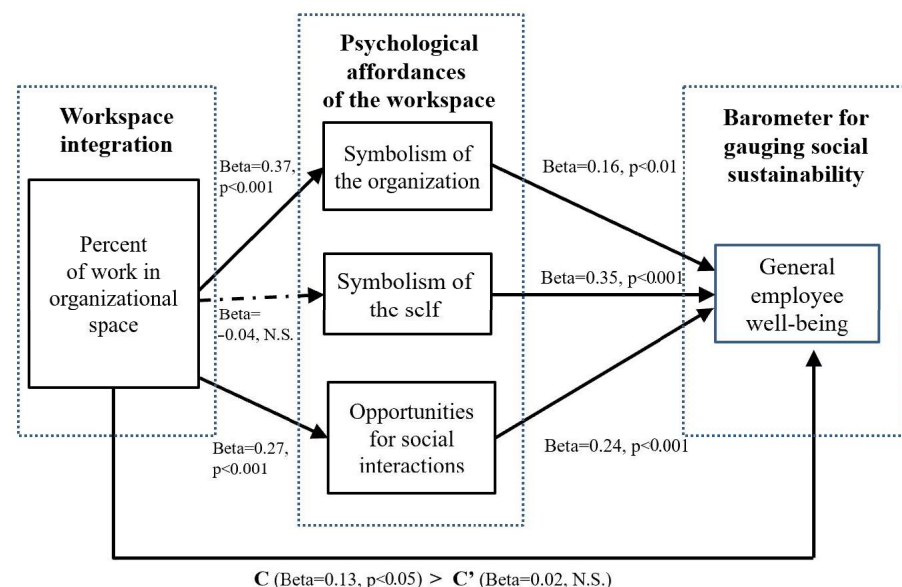 Psychological
affordances
of the workspace
Workspace
integration
Barometer for
gauging social
sustainability
Percent
of work in
organizational
space
Beta=0.37,
p<0.001
Symbolism of
the organization
Beta=0.16, p<0.01
Beta=
-0.04, N.S.
Symbolism of
the self
Beta=0.35, p<0.001
General
employee
well-being
Beta=0.27,
p<0.001
Opportunities
for social
interactions
Beta=0.24, p<0.001
C (Beta=0.13, p<0.05) > C' (Beta=0.02, N.S.)